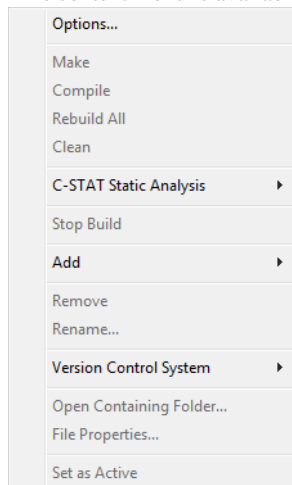 Options...
Make
Compile
Rebuild All
Clean
C-STAT Static Analysis
Stop Build
Add
Remove
Rename...
Version Control System
Open Containing Folder...
File Properties...
Set as Active